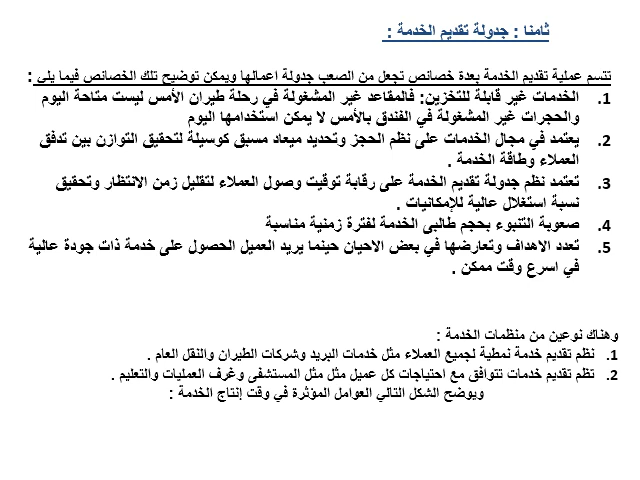 ثامنا : جدولة تقديم الخدمة :
تتسم عملية تقديم الخدمة بعدة خصائص تجعل من الصعب جدولة اعمالها ويمكن توضيح تلك الخصائص فيما يلى :
1. الخدمات غير قابلة للتخزين: فالمقاعد غير المشغولة في رحلة طيران الأمس ليست متاحة اليوم
والحجرات غير المشغولة في الفندق بالأمس لا يمكن استخدامها اليوم
2. يعتمد في مجال الخدمات على نظم الحجز وتحديد ميعاد مسبق كوسيلة لتحقيق التوازن بين تدفق
العملاء وطاقة الخدمة .
3. تعتمد نظم جدولة تقديم الخدمة على رقابة توقيت وصول العملاء لتقليل زمن الانتظار وتحقيق
نسبة استغلال عالية للإمكانيات .
4. صعوبة التنبوء بحجم طالبى الخدمة لفترة زمنية مناسبة
5. تعدد الاهداف وتعارضها في بعض الاحيان حينما يريد العميل الحصول على خدمة ذات جودة عالية
في اسرع وقت ممكن .
وهناك نوعين من منظمات الخدمة :
1. نظم تقديم خدمة نمطية لجميع العملاء مثل خدمات البريد وشركات الطيران والنقل العام .
2. تظم تقديم خدمات تتوافق مع احتياجات كل عميل مثل مثل المستشفى وغرف العمليات والتعليم .
ويوضح الشكل التالي العوامل المؤثرة في وقت إنتاج الخدمة :